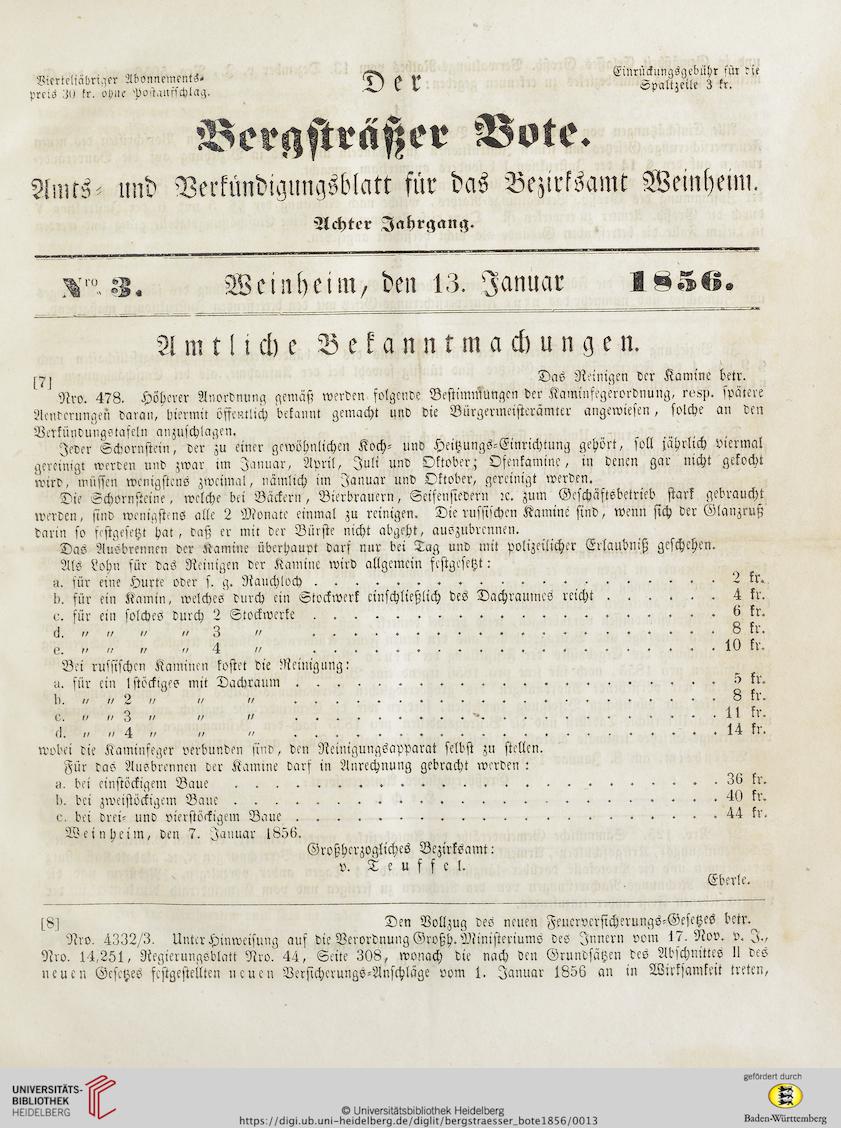 Vierteljähriger Abonnements-
preis 30 kr. ohne Postaufschlag.
Der
Einrückungsgebühr für die
Spaltzeile 3 kr.
Bergsträßer Bote.
Amts- und Verkündigungsblatt für das Bezirksamt Weinheim.
Achter Jahrgang.
Nro. 3. Weinheim, den 13. Januar 1856.
Amtliche Bekanntmachungen.
[7] Das Reinigen der Kamine betr.
Nro. 478. Höherer Anordnung gemäß werden folgende Bestimmungen der Kaminfegerordnung, resp. spätere
Aenderungen daran, hiermit öffentlich bekannt gemacht und die Bürgermeisterämter angewiesen, solche an den
Verkündungstafeln anzuschlagen.
Jeder Schornstein, der zu einer gewöhnlichen Koch- und Heitzungs-Einrichtung gehört, soll jährlich viermal
gereinigt werden und zwar im Januar, April, Juli und Oktober; Ofenkamine, in denen gar nicht gekocht
wird, müssen wenigstens zweimal, nämlich im Januar und Oktober, gereinigt werden.
Die Schornsteine, welche bei Bäckern, Bierbrauern, Seifensiedern ꝛc. zum Geschäftsbetrieb stark gebraucht
werden, sind wenigstens alle 2 Monate einmal zu reinigen. Die russischen Kamine sind, wenn sich der Glanzruß
darin so festgesetzt hat, daß er mit der Bürste nicht abgeht, auszubrennen.
Das Ausbrennen der Kamine überhaupt darf nur bei Tag und mit polizeilicher Erlaubniß geschehen.
Als Lohn für das Reinigen der Kamine wird allgemein festgesetzt:
a. für eine Hurte oder s. g. Rauchloch . . . . . . . . . . . . . . 2 kr.
b. für ein Kamin, welches durch ein Stockwerk einschließlich des Dachraumes reicht . . . . . . 4 kr.
c. für ein solches durch 2 Stockwerke . . . . . . . . . . . . . . 6 kr.
d. " " " " 3 " . . . . . . . . . . . . . . 8 kr.
e. " " " " 4 " . . . . . . . . . . . . . . 10 kr.
Bei russischen Kaminen kostet die Reinigung:
a. für ein 1stöckiges mit Dachraum . . . . . . . . . . . . . . 5 kr.
b. " " 2 " " " . . . . . . . . . . . . . . 8 kr.
c. " " 3 " " " . . . . . . . . . . . . . . 11 kr.
d. " " 4 " " " . . . . . . . . . . . . . . 14 kr.
wobei die Kaminfeger verbunden sind, den Reinigungsapparat selbst zu stellen.
Für das Ausbrennen der Kamine darf in Anrechnung gebracht werden:
a. bei einstöckigem Baue . . . . . . . . . . . . . . . . 36 kr.
b. bei zweistöckigem Baue . . . . . . . . . . . . . . . . 40 kr.
c. bei drei- und vierstöckigem Baue . . . . . . . . . . . . . . 44 kr.
Weinheim, den 7. Januar 1856.
Großherzogliches Bezirksamt:
v. Teuffel.
Eberle.
[8] Den Vollzug des neuen Feuerversicherungs-Gesetzes betr.
Nro. 4332/3. Unter Hinweisung auf die Verordnung Großh. Ministeriums des Innern vom 17. Nov. v. J.,
Nro. 14,251, Regierungsblatt Nro. 44, Seite 308, wonach die nach den Grundsätzen des Abschnittes II des
neuen Gesetzes festgestellten neuen Versicherungs-Anschläge vom 1. Januar 1856 an in Wirksamkeit treten,
UNIVERSITÄTS-
BIBLIOTHEK
HEIDELBERG
© Universitätsbibliothek Heidelberg
https://digi.ub.uni-heidelberg.de/diglit/bergstraesser_bote1856/0013
gefördert durch
Baden-Württemberg